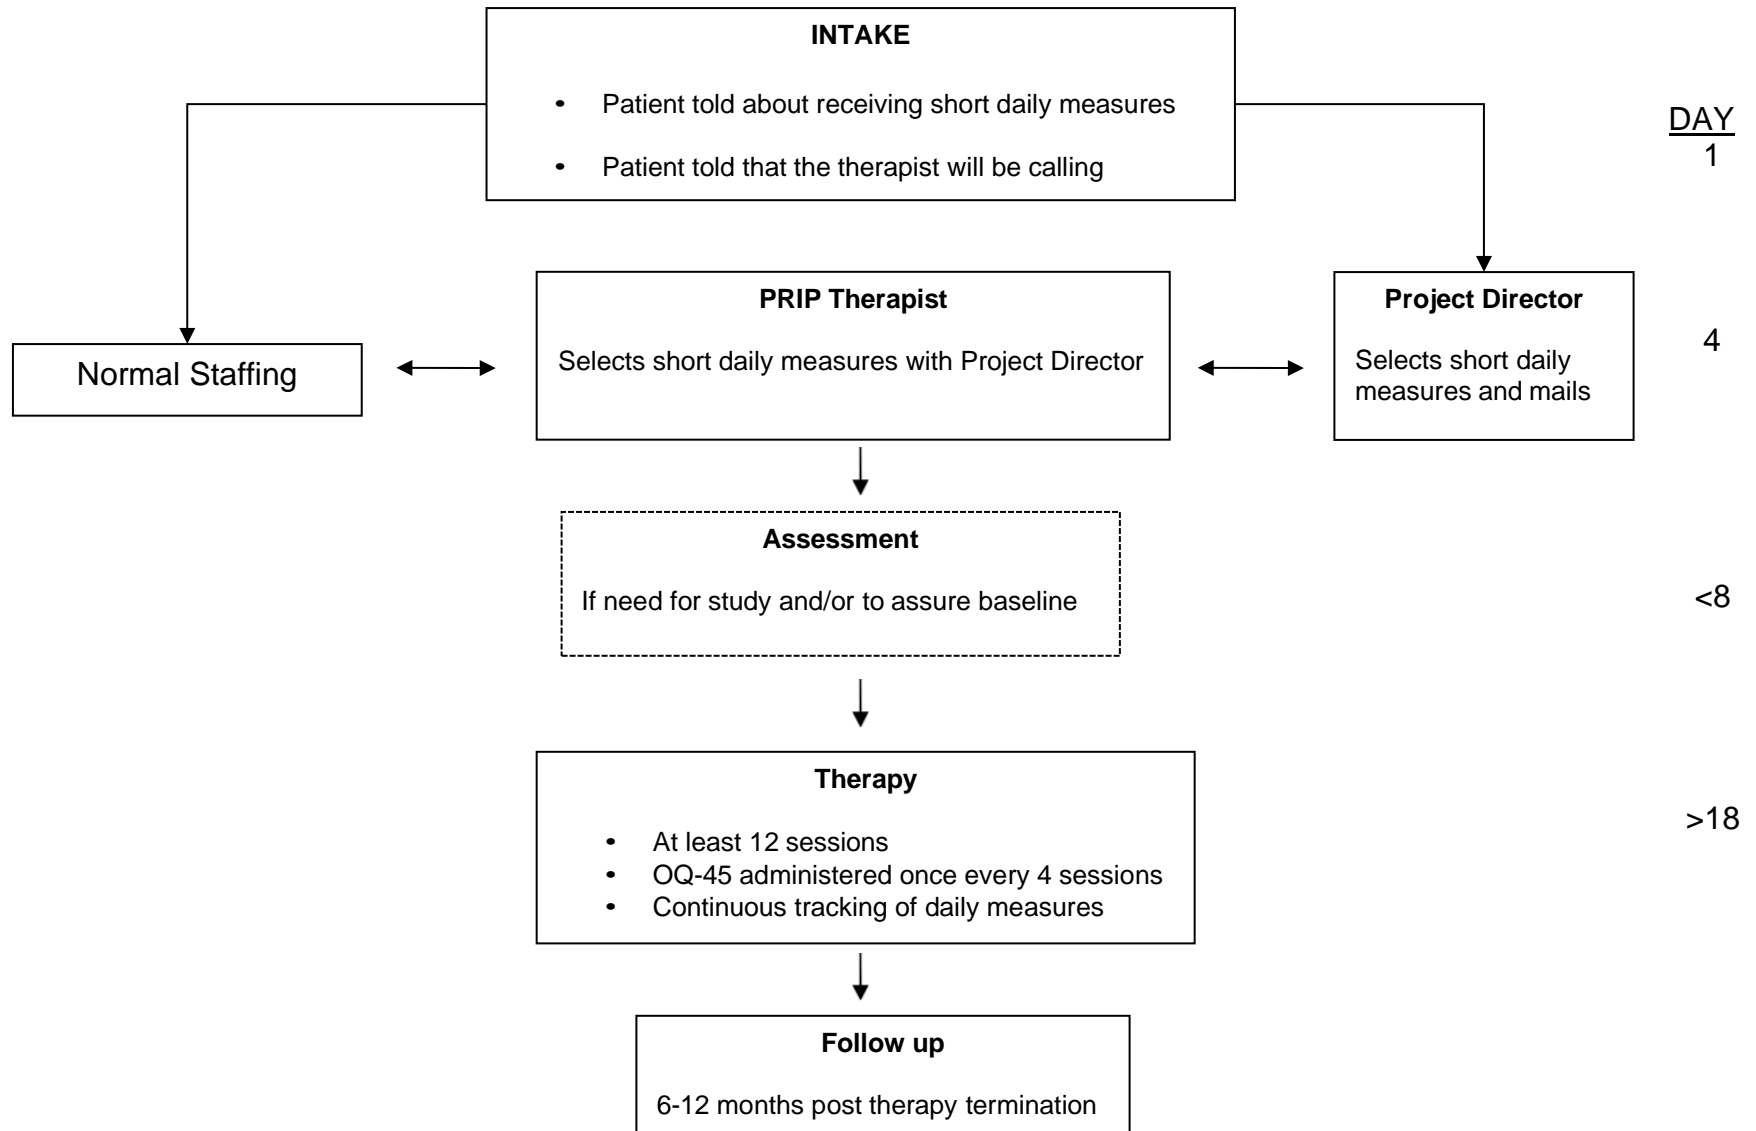 INTAKE
• Patient told about receiving short daily measures
• Patient told that the therapist will be calling
DAY
1
Normal Staffing
PRIP Therapist
Selects short daily measures with Project Director
Project Director
Selects short daily
measures and mails
4
Assessment
If need for study and/or to assure baseline
<8
Therapy
• At least 12 sessions
• OQ-45 administered once every 4 sessions
• Continuous tracking of daily measures
>18
Follow up
6-12 months post therapy termination